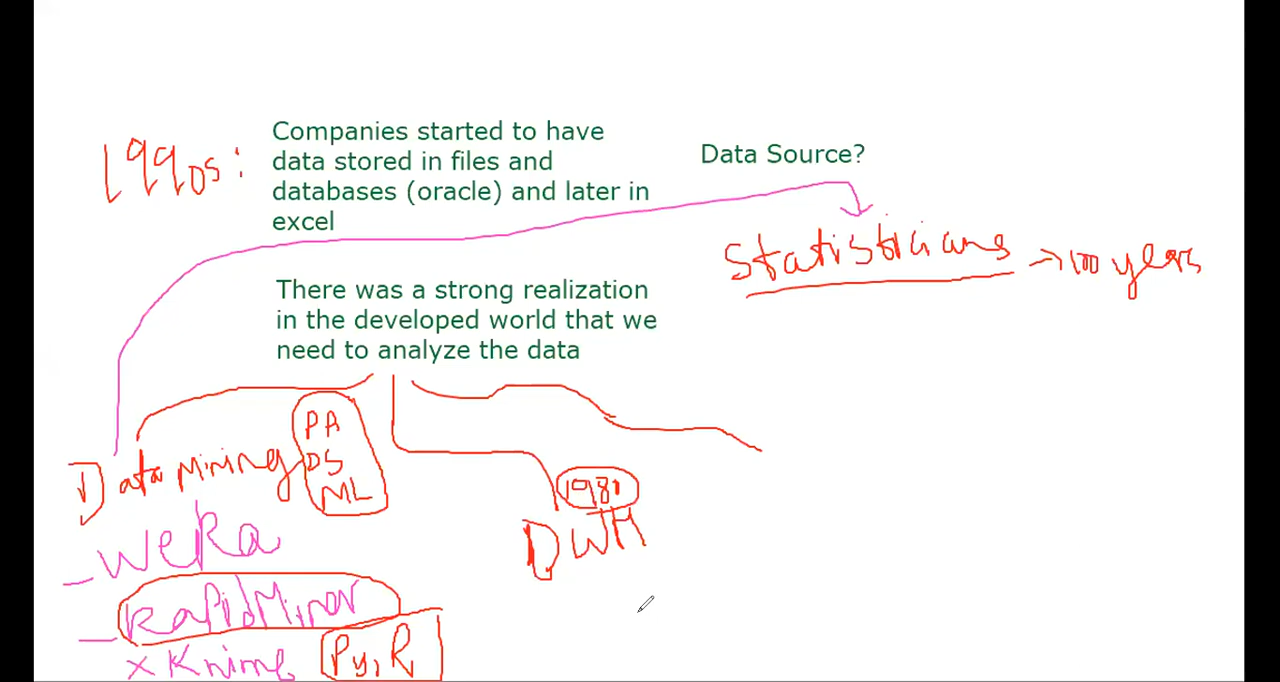 1990s:
Companies started to have
data stored in files and
databases (oracle) and later in
excel
Data Source?
Statisticians → 100 years
There was a strong realization
in the developed world that we
need to analyze the data
Data Mining
PA
DS
ML
1980
DWH
- Weka
- RapidMiner
x Knime
Py, R